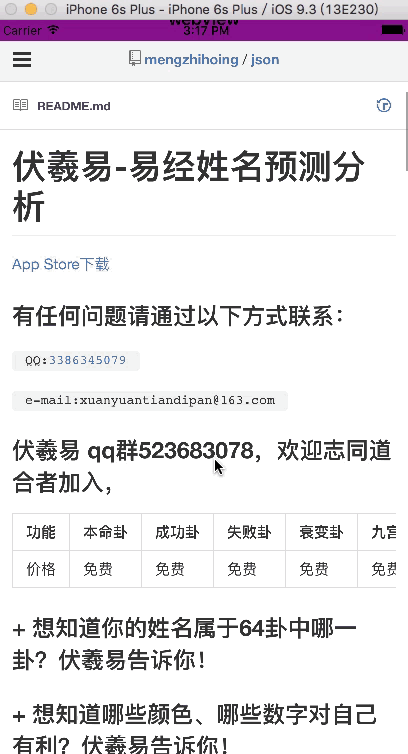 iPhone 6s Plus - iPhone 6s Plus / iOS 9.3 (13E230)
webview
Carrier 3:17 PM
mengzhihoing / json
README.md
伏羲易-易经姓名预测分
析
App Store下载
有任何问题请通过以下方式联系：
QQ:3386345079
e-mail:xuanyuantiandipan@163.com
伏羲易 qq群523683078，欢迎志同道
合者加入，
功能 本命卦 成功卦 失败卦 衰变卦 九宫
价格 免费 免费 免费 免费 免费
+ 想知道你的姓名属于64卦中哪一
卦？伏羲易告诉你！
+ 想知道哪些颜色、哪些数字对自己
有利？伏羲易告诉你！